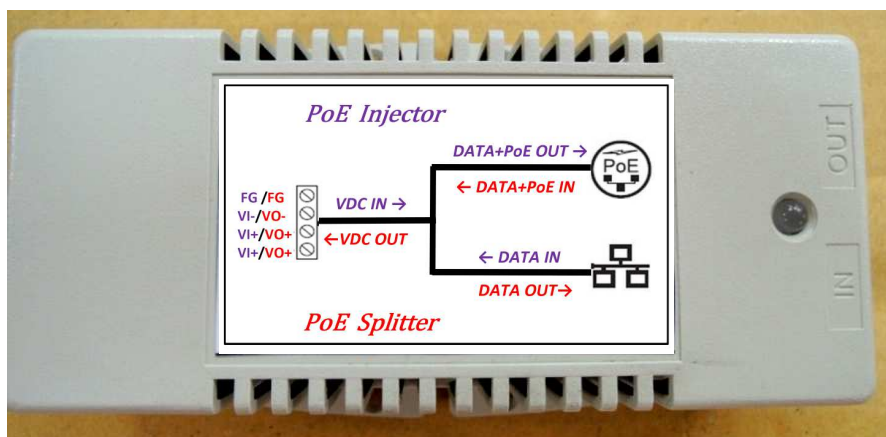 PoE Injector
DATA+PoE OUT →
PoE
← DATA+PoE IN
FG /FG
VI-/VO-
VI+/VO+
VI+/VO+
VDC IN →
←VDC OUT
← DATA IN
DATA OUT→
PoE Splitter
OUT
IN